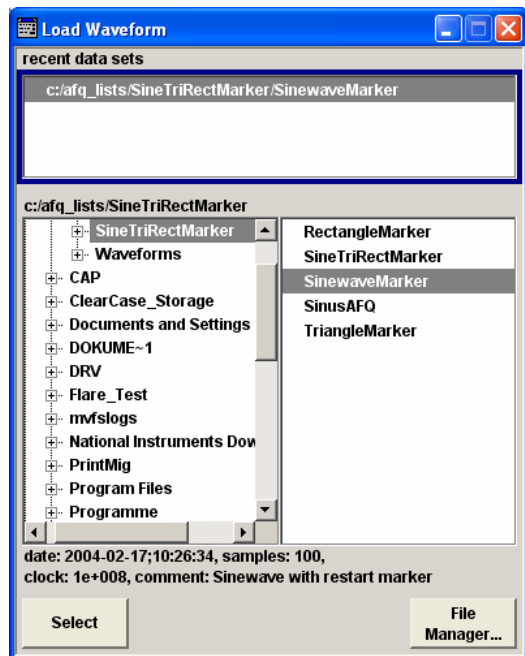 Load Waveform
recent data sets
c:/afq_lists/SineTriRectMarker/SinewaveMarker
c:/afq_lists/SineTriRectMarker
SineTriRectMarker
Waveforms
CAP
ClearCase_Storage
Documents and Settings
DOKUME~1
DRV
Flare_Test
mvfslogs
National Instruments Dow
PrintMig
Program Files
Programme
RectangleMarker
SineTriRectMarker
SinewaveMarker
SinusAFQ
TriangleMarker
date: 2004-02-17;10:26:34, samples: 100,
clock: 1e+008, comment: Sinewave with restart marker
Select
File
Manager...